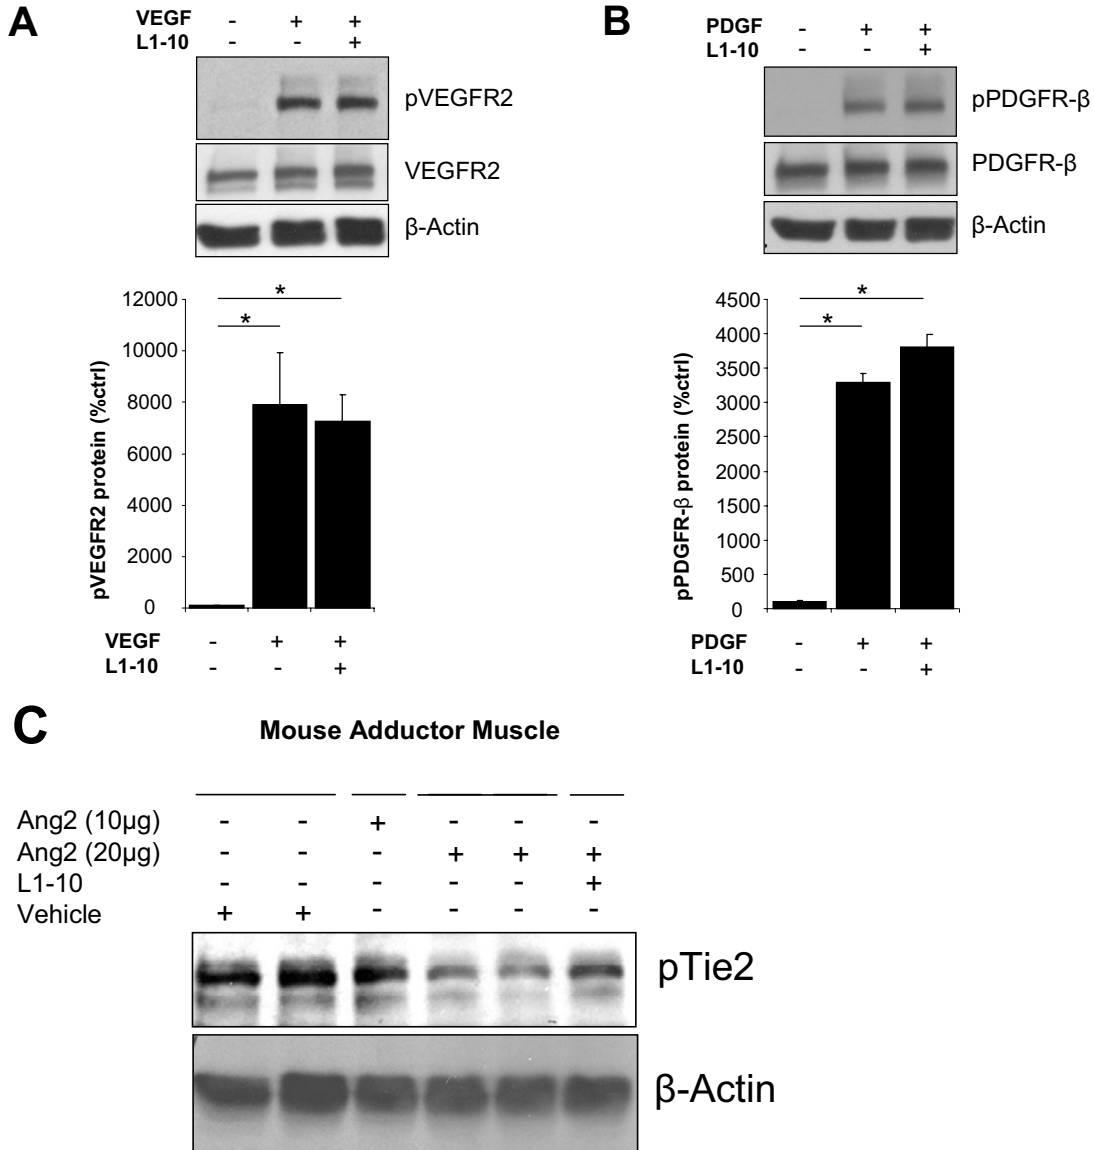 A
VEGF - + +
L1-10 - - +
pVEGFR2
VEGFR2
β-Actin
*
*
pVEGFR2 protein (%ctrl)
12000
10000
8000
6000
4000
2000
0
VEGF - + +
L1-10 - - +
B
PDGF - + +
L1-10 - - +
pPDGFR-β
PDGFR-β
β-Actin
*
*
pPDGFR-β protein (%ctrl)
4500
4000
3500
3000
2500
2000
1500
1000
500
0
PDGF - + +
L1-10 - - +
C
Mouse Adductor Muscle
Ang2 (10µg) - - + - - -
Ang2 (20µg) - - - + + +
L1-10 - - - - - +
Vehicle + + - - - -
pTie2
β-Actin